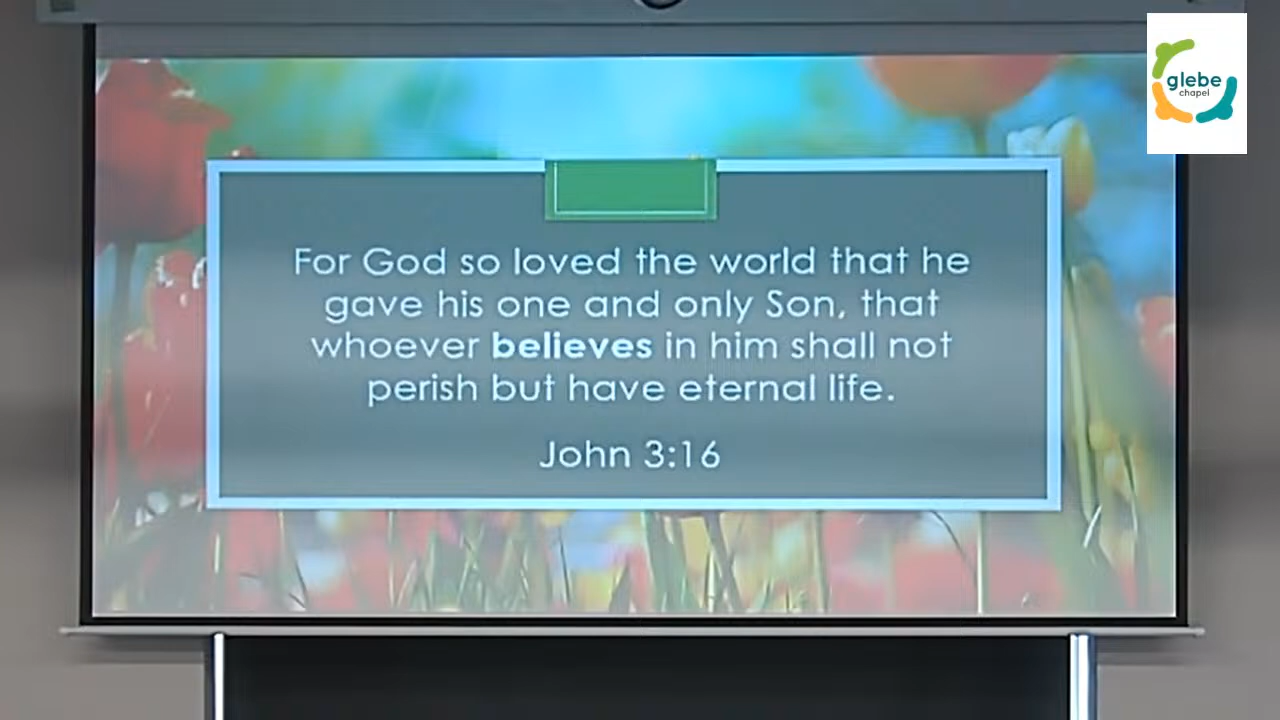 glebe
chapel
For God so loved the world that he
gave his one and only Son, that
whoever believes in him shall not
perish but have eternal life.
John 3:16